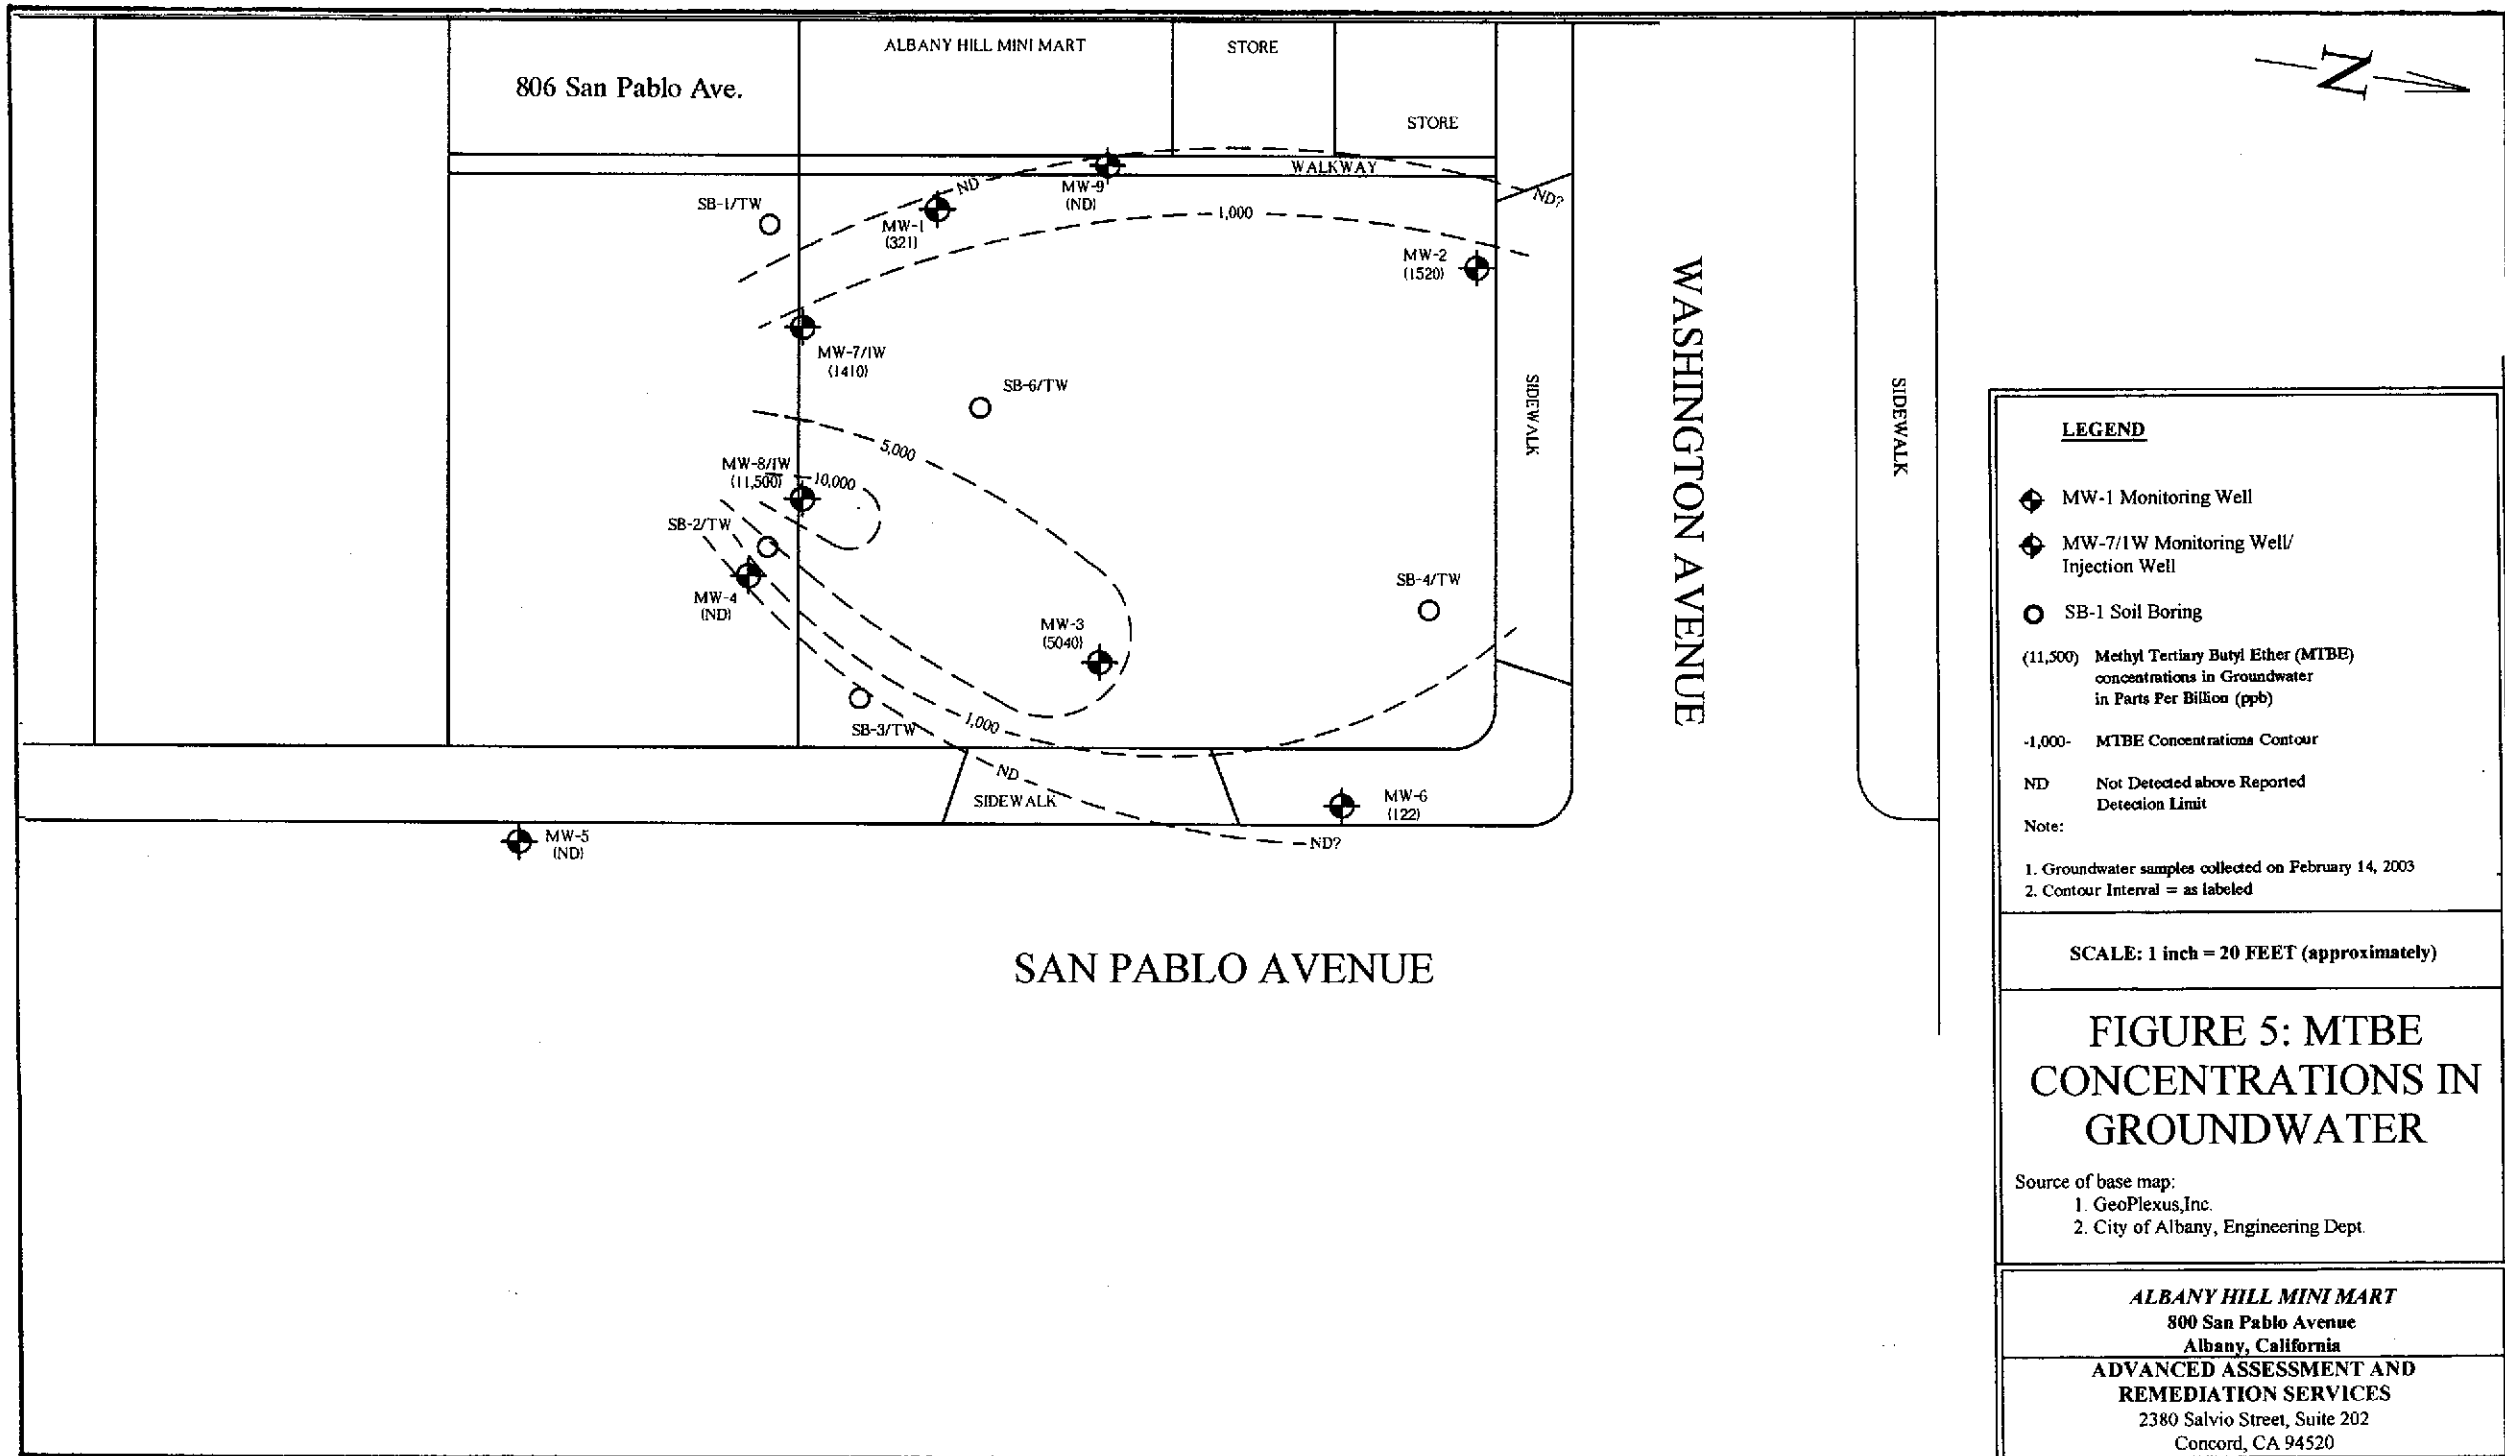 ALBANY HILL MINI MART
STORE
806 San Pablo Ave.
STORE
N
WALKWAY
ND
MW-9
(ND)
ND?
SB-1/TW
MW-1
(321)
1,000
MW-2
(1520)
MW-7/1W
(1410)
SB-6/TW
5,000
MW-8/1W
(11,500)
10,000
SB-2/TW
MW-4
(ND)
MW-3
(5040)
SB-4/TW
SB-3/TW
1,000
ND
SIDEWALK
MW-6
(122)
MW-5
(ND)
ND?
SIDEWALK
WASHINGTON AVENUE
SIDEWALK
SAN PABLO AVENUE
LEGEND
MW-1 Monitoring Well
MW-7/1W Monitoring Well/
Injection Well
SB-1 Soil Boring
(11,500) Methyl Tertiary Butyl Ether (MTBE)
concentrations in Groundwater
in Parts Per Billion (ppb)
-1,000- MTBE Concentrations Contour
ND Not Detected above Reported
Detection Limit
Note:
1. Groundwater samples collected on February 14, 2003
2. Contour Interval = as labeled
SCALE: 1 inch = 20 FEET (approximately)
FIGURE 5: MTBE
CONCENTRATIONS IN
GROUNDWATER
Source of base map:
1. GeoPlexus,Inc.
2. City of Albany, Engineering Dept.
ALBANY HILL MINI MART
800 San Pablo Avenue
Albany, California
ADVANCED ASSESSMENT AND
REMEDIATION SERVICES
2380 Salvio Street, Suite 202
Concord, CA 94520